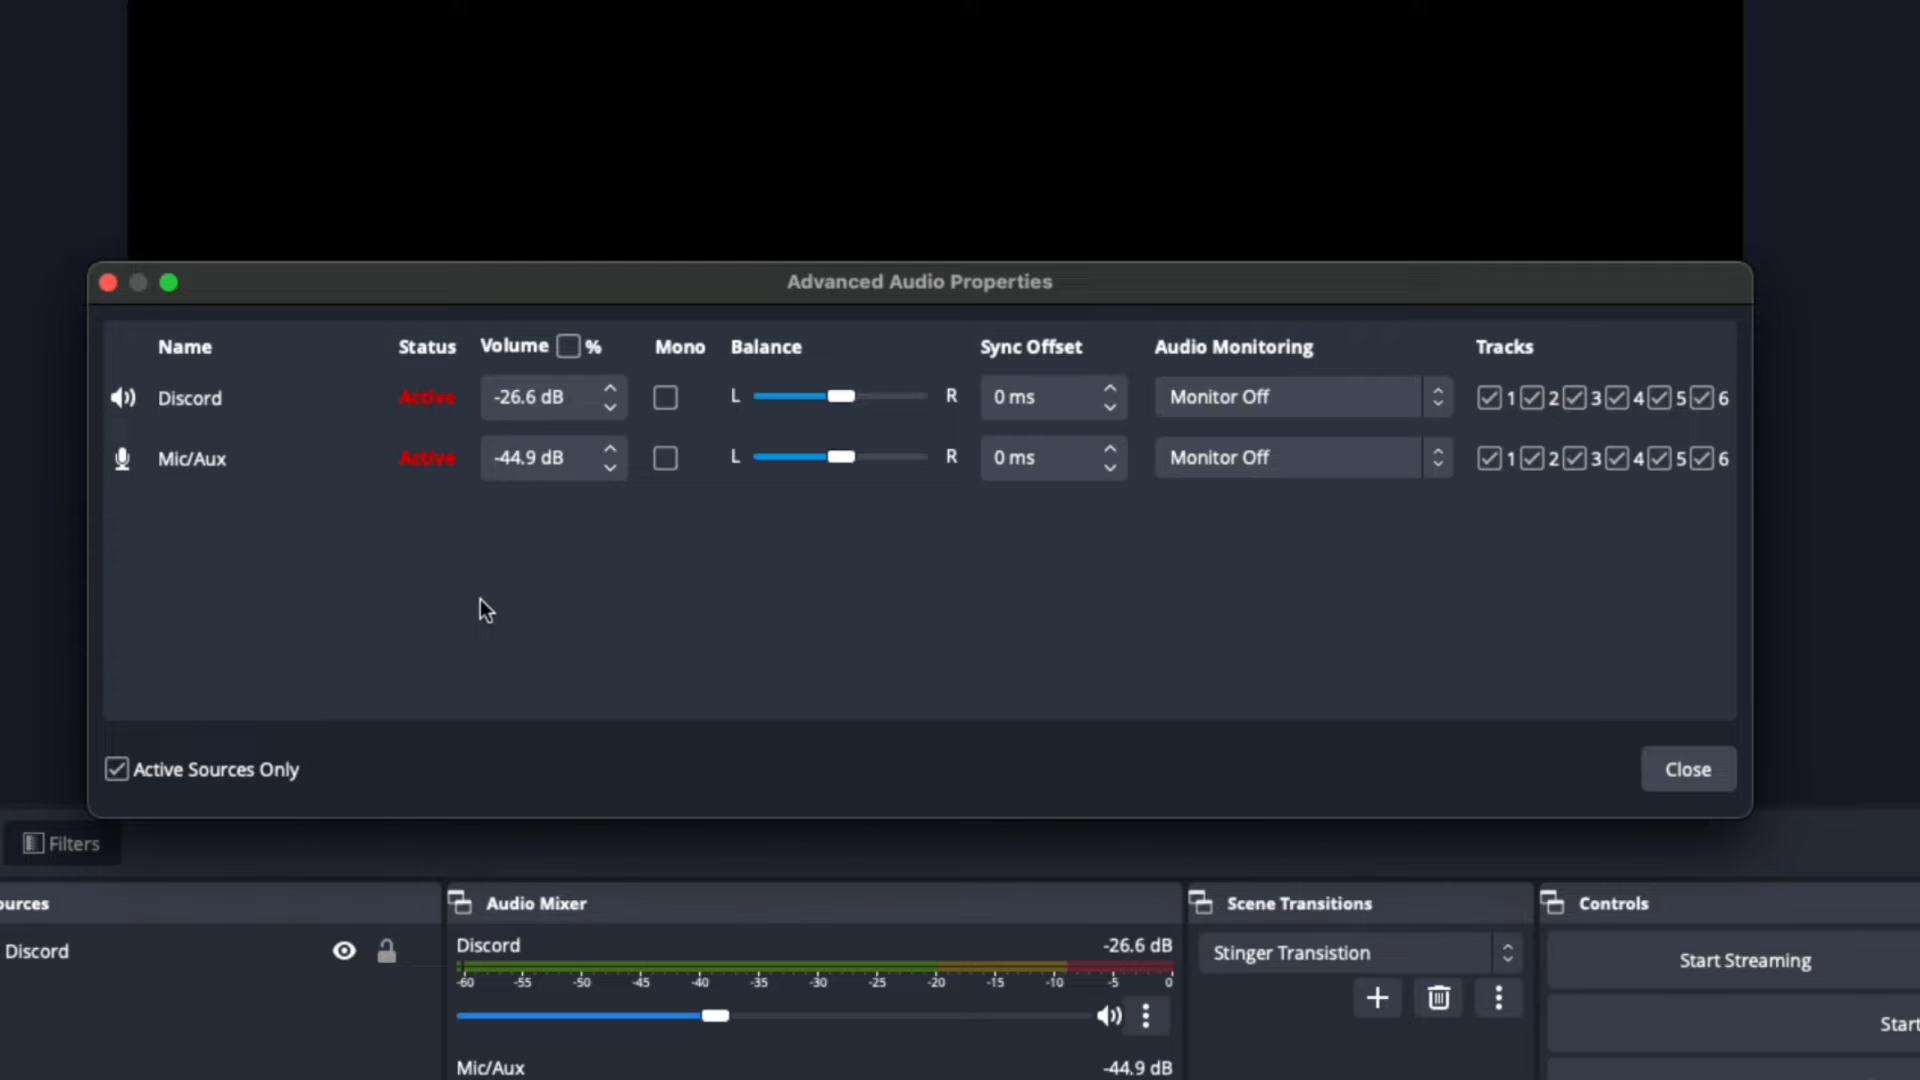 Advanced Audio Properties
Name Status Volume % Mono Balance Sync Offset Audio Monitoring Tracks
Discord Active -26.6 dB L R 0 ms Monitor Off 1 2 3 4 5 6
Mic/Aux Active -44.9 dB L R 0 ms Monitor Off 1 2 3 4 5 6
Active Sources Only Close
Filters
ources Audio Mixer Scene Transitions Controls
Discord Discord -26.6 dB Stinger Transistion Start Streaming
-60 -55 -50 -45 -40 -35 -30 -25 -20 -15 -10 -5 0
Start
Mic/Aux -44.9 dB